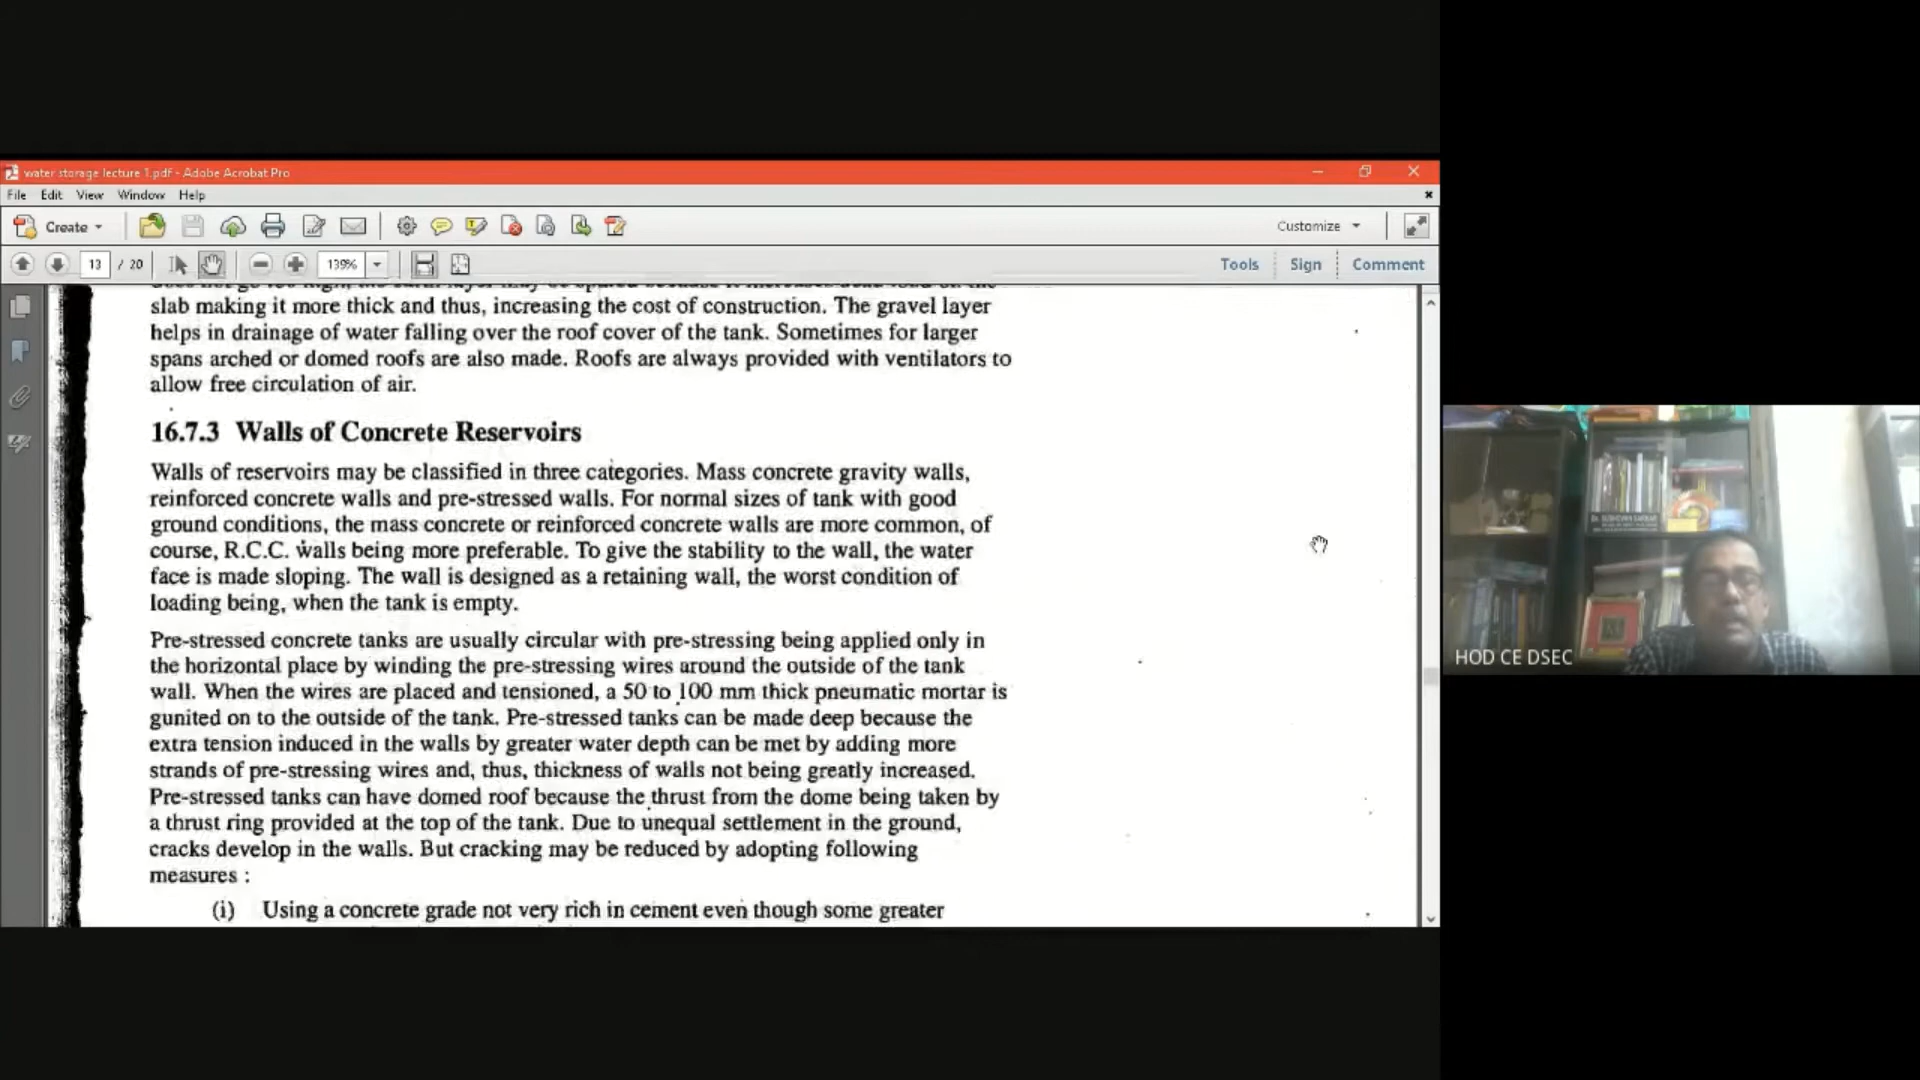 water storage lecture 1.pdf - Adobe Acrobat Pro
File Edit View Window Help
Create
Customize
13 / 20
139%
Tools Sign Comment
slab making it more thick and thus, increasing the cost of construction. The gravel layer
helps in drainage of water falling over the roof cover of the tank. Sometimes for larger
spans arched or domed roofs are also made. Roofs are always provided with ventilators to
allow free circulation of air.
16.7.3 Walls of Concrete Reservoirs
Walls of reservoirs may be classified in three categories. Mass concrete gravity walls,
reinforced concrete walls and pre-stressed walls. For normal sizes of tank with good
ground conditions, the mass concrete or reinforced concrete walls are more common, of
course, R.C.C. walls being more preferable. To give the stability to the wall, the water
face is made sloping. The wall is designed as a retaining wall, the worst condition of
loading being, when the tank is empty.
Pre-stressed concrete tanks are usually circular with pre-stressing being applied only in
the horizontal place by winding the pre-stressing wires around the outside of the tank
wall. When the wires are placed and tensioned, a 50 to 100 mm thick pneumatic mortar is
gunited on to the outside of the tank. Pre-stressed tanks can be made deep because the
extra tension induced in the walls by greater water depth can be met by adding more
strands of pre-stressing wires and, thus, thickness of walls not being greatly increased.
Pre-stressed tanks can have domed roof because the thrust from the dome being taken by
a thrust ring provided at the top of the tank. Due to unequal settlement in the ground,
cracks develop in the walls. But cracking may be reduced by adopting following
measures :
(i) Using a concrete grade not very rich in cement even though some greater
HOD CE DSEC